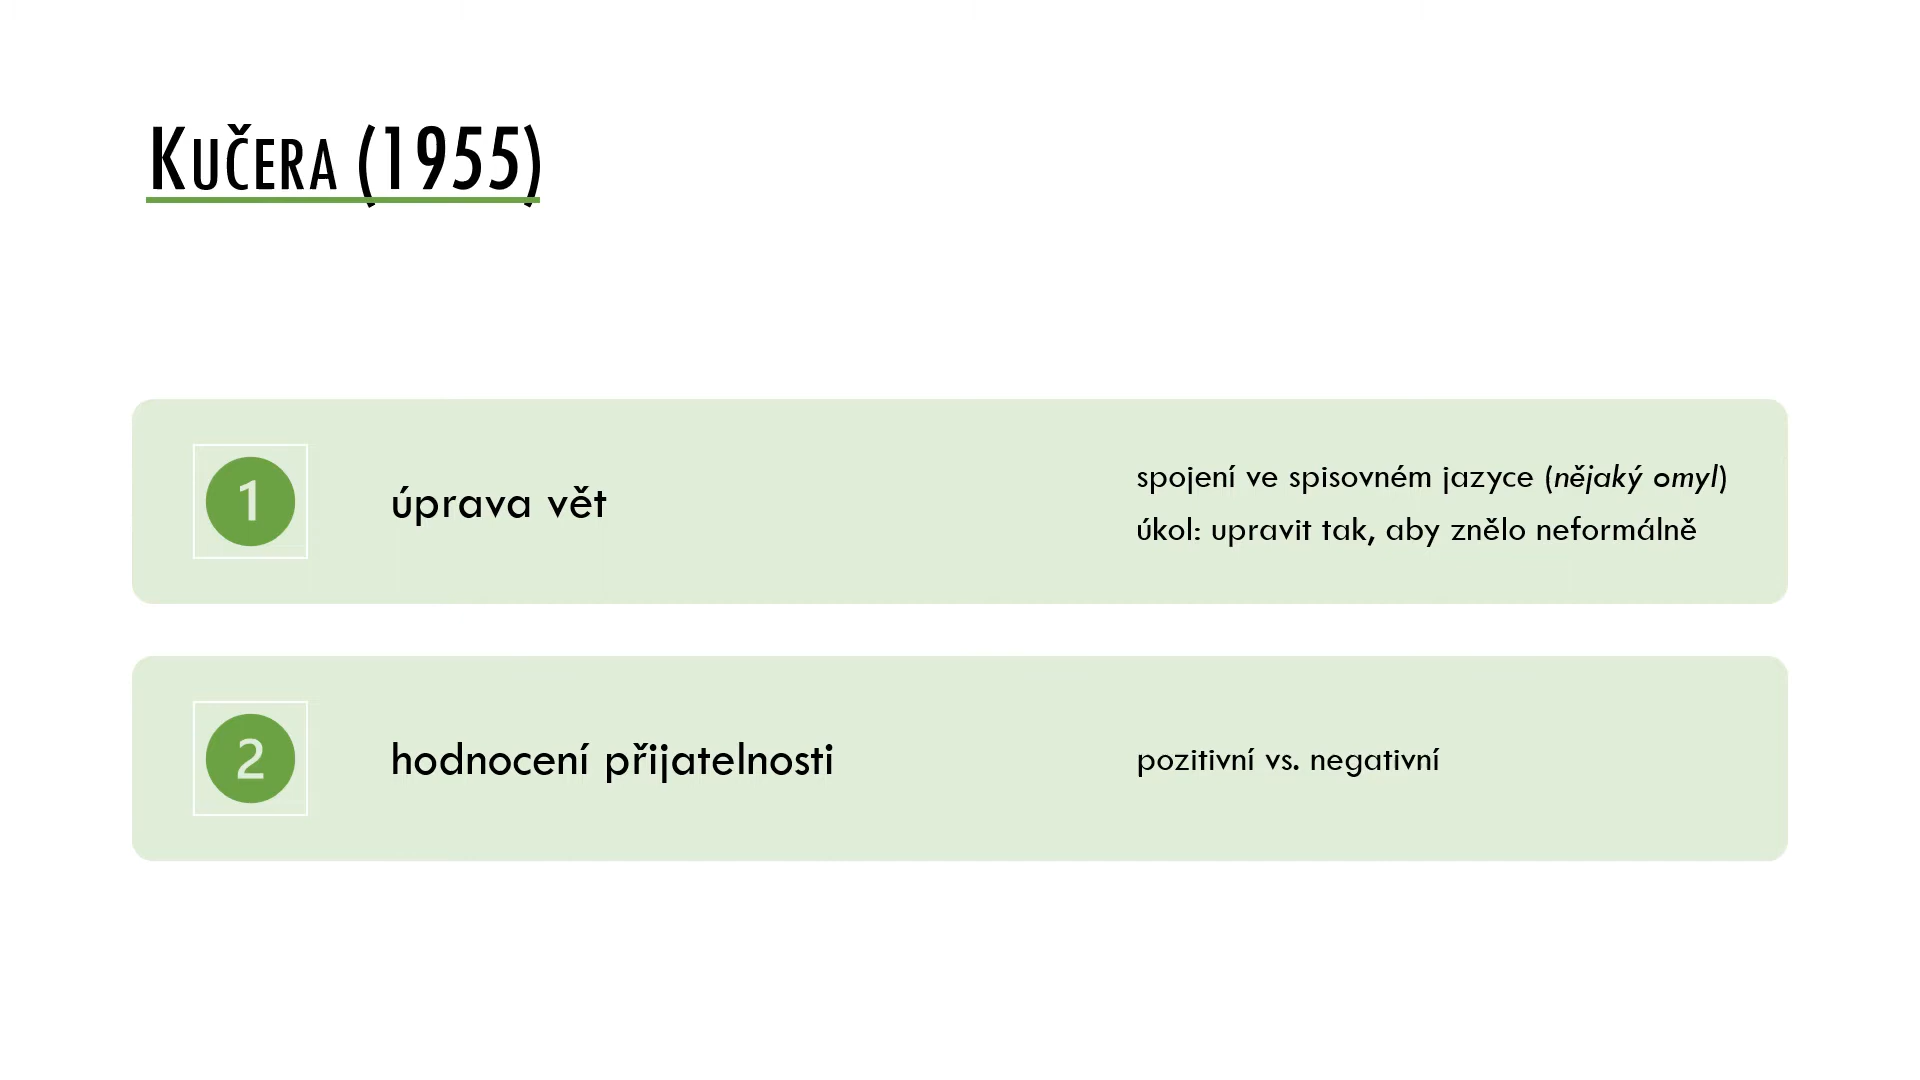 Kučera (1955)
1
úprava vět
spojení ve spisovném jazyce (nějaký omyl)
úkol: upravit tak, aby znělo neformálně
2
hodnocení přijatelnosti
pozitivní vs. negativní